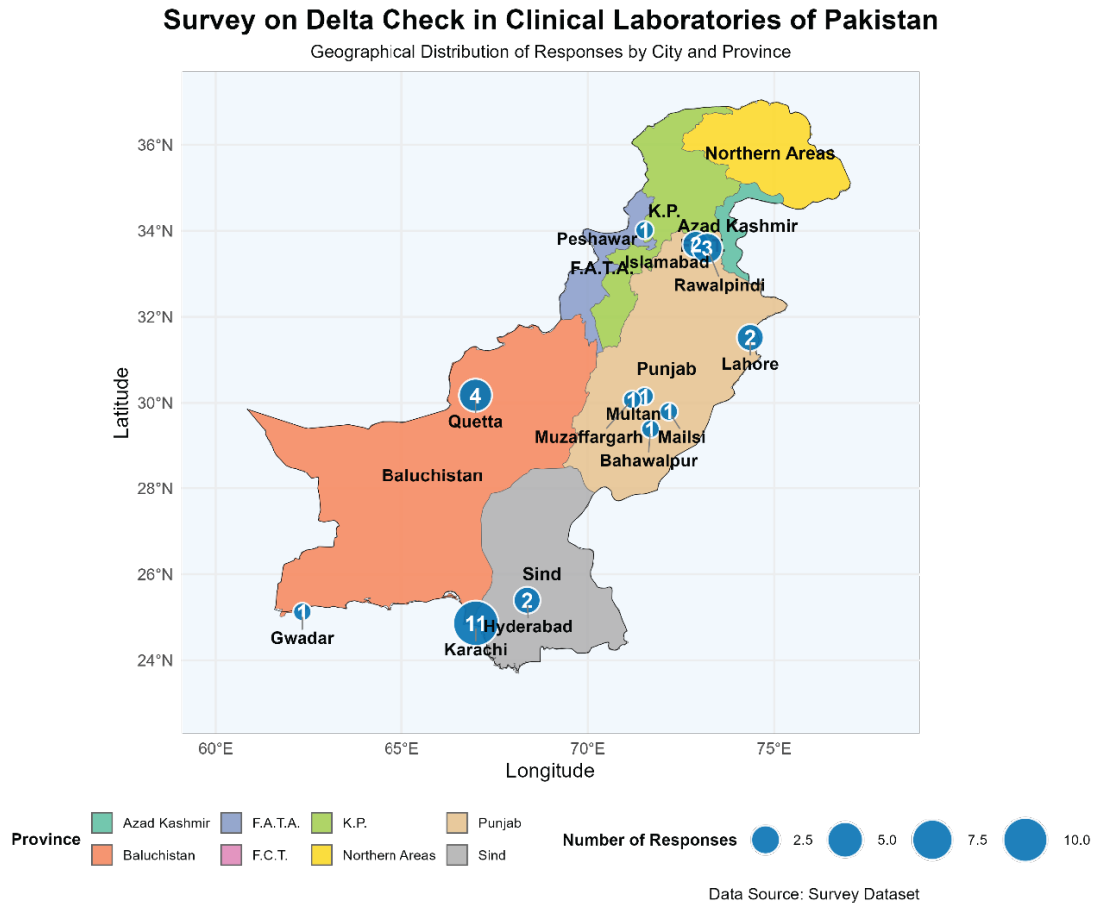 Survey on Delta Check in Clinical Laboratories of Pakistan
Geographical Distribution of Responses by City and Province
36°N
34°N
32°N
30°N
28°N
26°N
24°N
Latitude
Northern Areas
K.P.
Azad Kashmir
1
Peshawar
2
3
F.A.T.A.
Islamabad
Rawalpindi
2
Lahore
Punjab
4
Quetta
1
1
Multan
1
Muzaffargarh
1
Mailsi
Bahawalpur
Baluchistan
Sind
2
1
Gwadar
11
Hyderabad
Karachi
60°E
65°E
70°E
75°E
Longitude
Province
Azad Kashmir
F.A.T.A.
K.P.
Punjab
Baluchistan
F.C.T.
Northern Areas
Sind
Number of Responses
2.5
5.0
7.5
10.0
Data Source: Survey Dataset